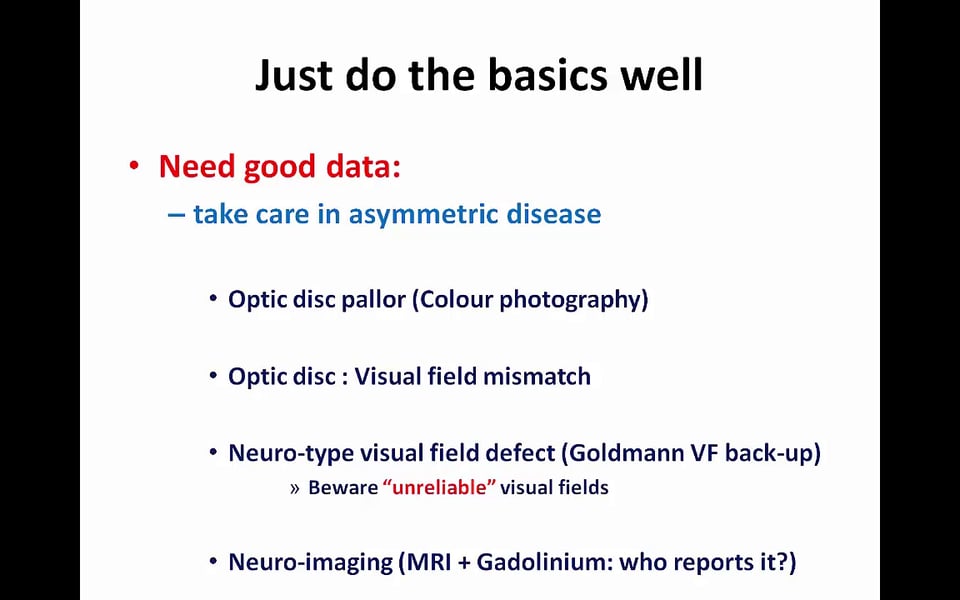 Just do the basics well
• Need good data:
– take care in asymmetric disease
• Optic disc pallor (Colour photography)
• Optic disc : Visual field mismatch
• Neuro-type visual field defect (Goldmann VF back-up)
» Beware “unreliable” visual fields
• Neuro-imaging (MRI + Gadolinium: who reports it?)